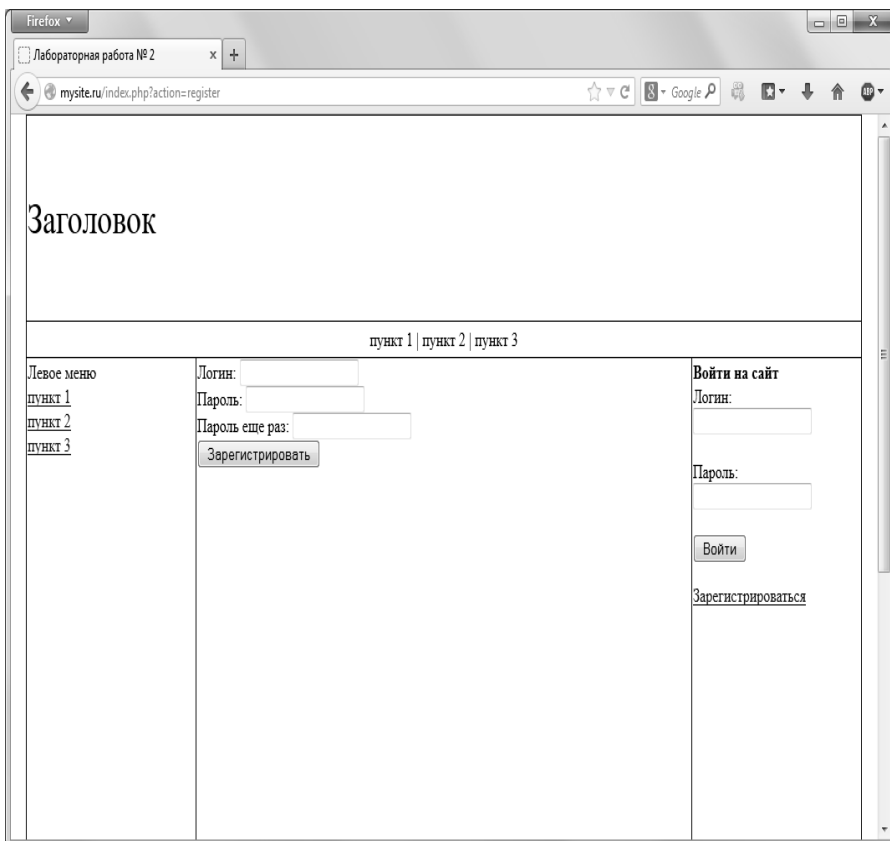 Firefox
Лабораторная работа № 2
mysite.ru/index.php?action=register
Google
ABP
Заголовок
пункт 1 | пункт 2 | пункт 3
Левое меню
пункт 1
пункт 2
пункт 3
Логин:
Пароль:
Пароль еще раз:
Зарегистрировать
Войти на сайт
Логин:
Пароль:
Войти
Зарегистрироваться